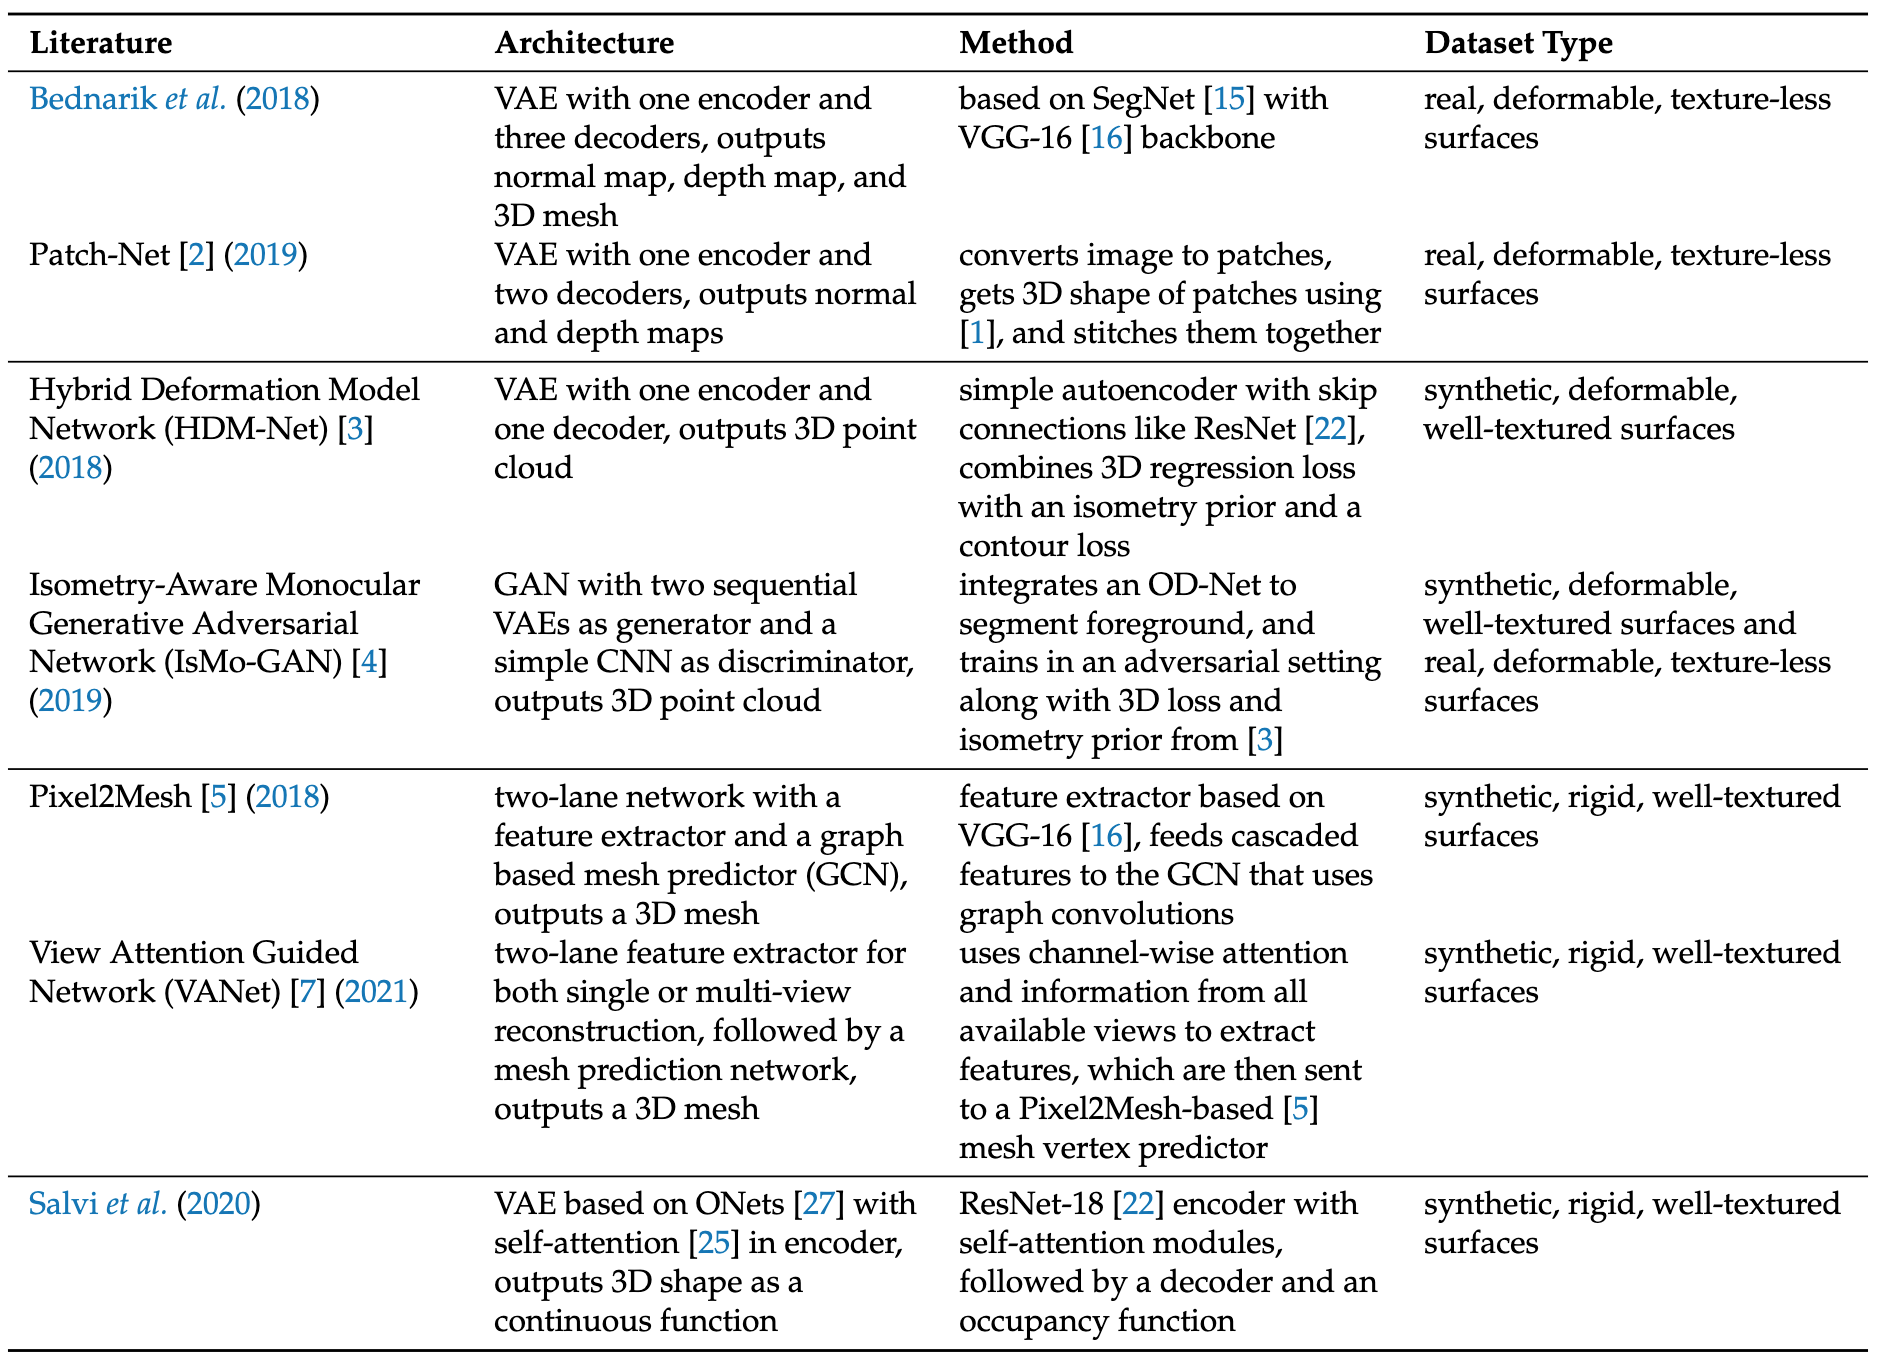 Literature
Architecture
Method
Dataset Type
Bednarik et al. (2018)
VAE with one encoder and
three decoders, outputs
normal map, depth map, and
3D mesh
based on SegNet [15] with
VGG-16 [16] backbone
real, deformable, texture-less
surfaces
Patch-Net [2] (2019)
VAE with one encoder and
two decoders, outputs normal
and depth maps
converts image to patches,
gets 3D shape of patches using
[1], and stitches them together
real, deformable, texture-less
surfaces
Hybrid Deformation Model
Network (HDM-Net) [3]
(2018)
VAE with one encoder and
one decoder, outputs 3D point
cloud
simple autoencoder with skip
connections like ResNet [22],
combines 3D regression loss
with an isometry prior and a
contour loss
synthetic, deformable,
well-textured surfaces
Isometry-Aware Monocular
Generative Adversarial
Network (IsMo-GAN) [4]
(2019)
GAN with two sequential
VAEs as generator and a
simple CNN as discriminator,
outputs 3D point cloud
integrates an OD-Net to
segment foreground, and
trains in an adversarial setting
along with 3D loss and
isometry prior from [3]
synthetic, deformable,
well-textured surfaces and
real, deformable, texture-less
surfaces
Pixel2Mesh [5] (2018)
two-lane network with a
feature extractor and a graph
based mesh predictor (GCN),
outputs a 3D mesh
feature extractor based on
VGG-16 [16], feeds cascaded
features to the GCN that uses
graph convolutions
synthetic, rigid, well-textured
surfaces
View Attention Guided
Network (VANet) [7] (2021)
two-lane feature extractor for
both single or multi-view
reconstruction, followed by a
mesh prediction network,
outputs a 3D mesh
uses channel-wise attention
and information from all
available views to extract
features, which are then sent
to a Pixel2Mesh-based [5]
mesh vertex predictor
synthetic, rigid, well-textured
surfaces
Salvi et al. (2020)
VAE based on ONets [27] with
self-attention [25] in encoder,
outputs 3D shape as a
continuous function
ResNet-18 [22] encoder with
self-attention modules,
followed by a decoder and an
occupancy function
synthetic, rigid, well-textured
surfaces